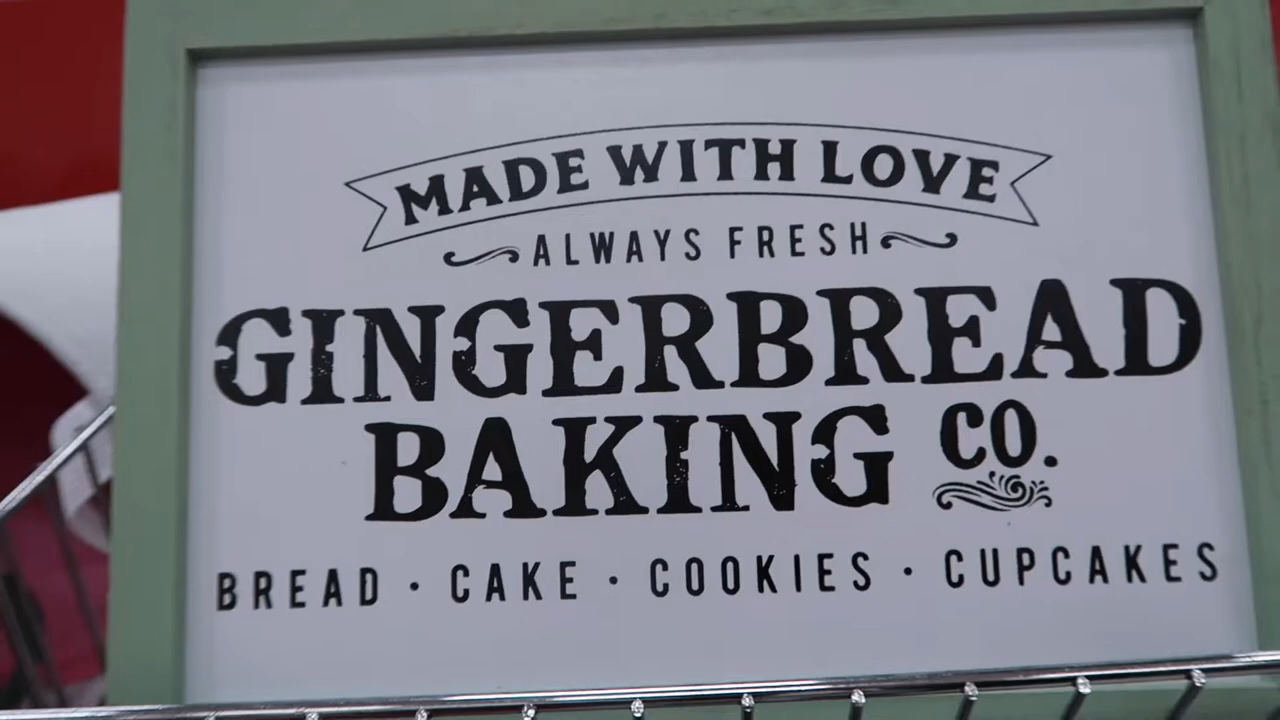 MADE WITH LOVE
ALWAYS FRESH
GINGERBREAD
BAKING CO.
BREAD · CAKE · COOKIES · CUPCAKES